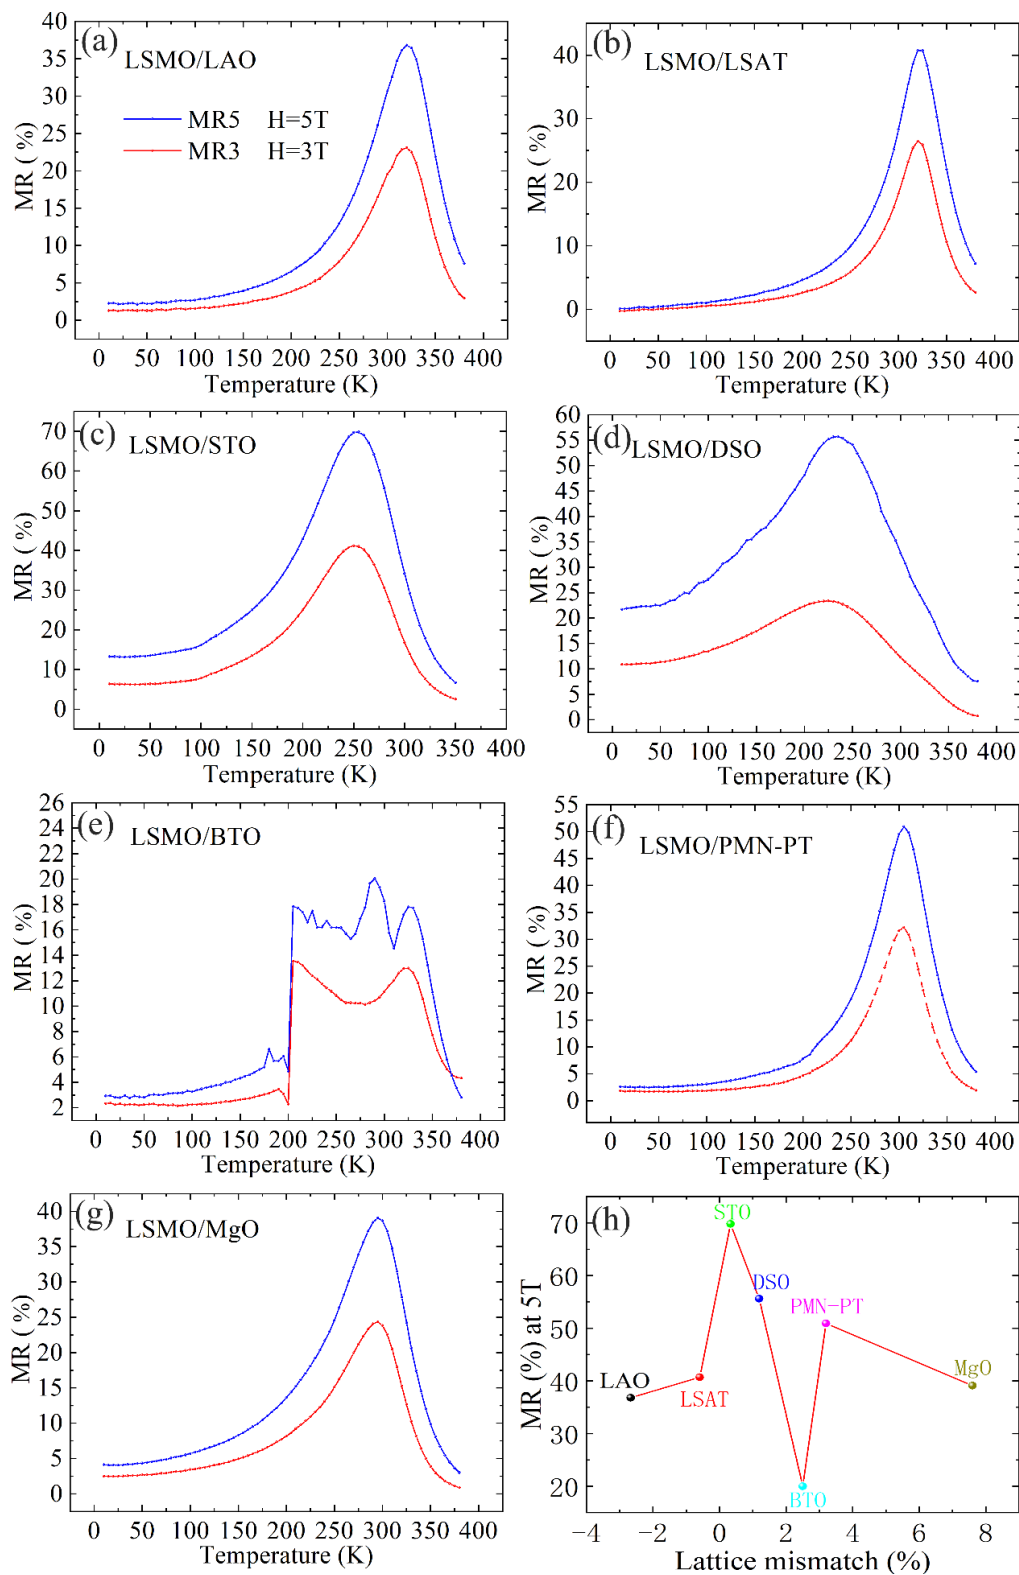 (a)
LSMO/LAO
MR5 H=5T
MR3 H=3T
MR ( %)
40
35
30
25
20
15
10
5
0
0 50 100 150 200 250 300 350 400
Temperature (K)
(b)
LSMO/LSAT
MR ( %)
40
30
20
10
0
0 50 100 150 200 250 300 350 400
Temperature (K)
(c)
LSMO/STO
MR ( %)
70
60
50
40
30
20
10
0
0 50 100 150 200 250 300 350 400
Temperature (K)
(d)
LSMO/DSO
MR ( %)
60
55
50
45
40
35
30
25
20
15
10
5
0
0 50 100 150 200 250 300 350 400
Temperature (K)
(e)
LSMO/BTO
MR ( %)
26
24
22
20
18
16
14
12
10
8
6
4
2
0 50 100 150 200 250 300 350 400
Temperature (K)
(f)
LSMO/PMN-PT
MR ( %)
55
50
45
40
35
30
25
20
15
10
5
0
0 50 100 150 200 250 300 350 400
Temperature (K)
(g)
LSMO/MgO
MR ( %)
40
35
30
25
20
15
10
5
0
0 50 100 150 200 250 300 350 400
Temperature (K)
(h)
MR (%) at 5T
70
60
50
40
30
20
STO
DSO
PMN-PT
LAO
LSAT
MgO
BTO
-4 -2 0 2 4 6 8
Lattice mismatch (%)